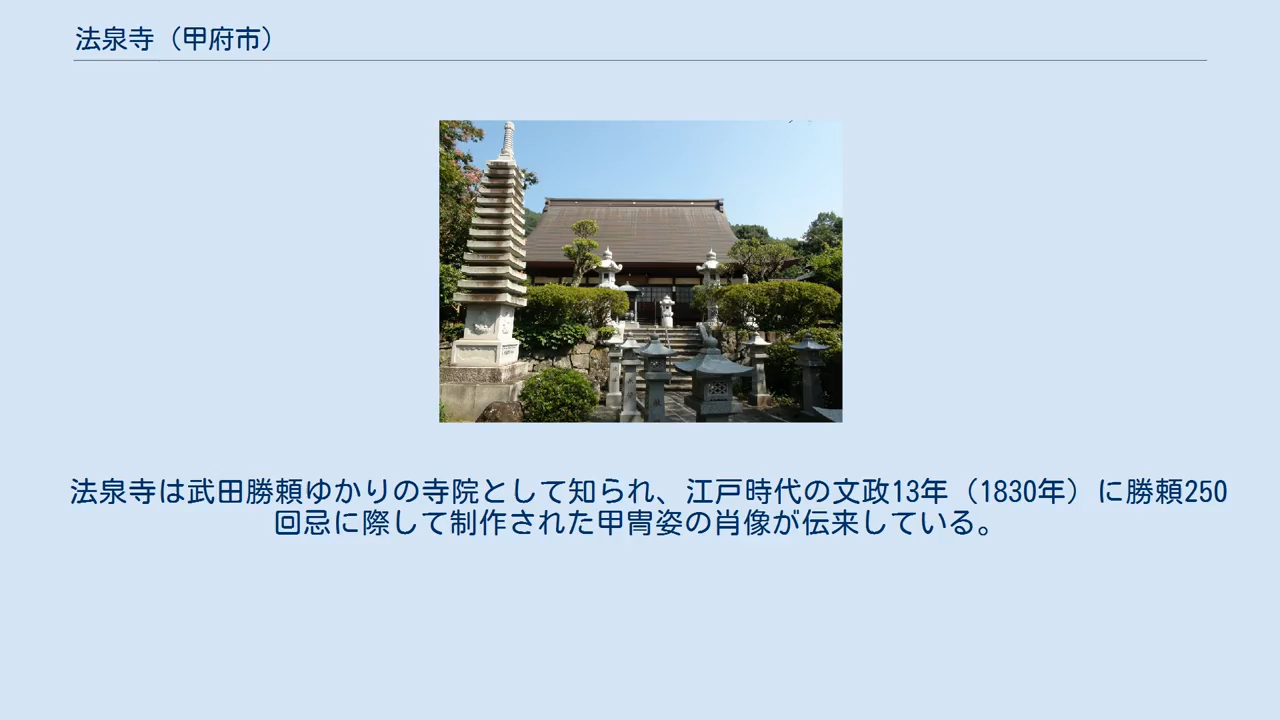 法泉寺（甲府市）
法泉寺は武田勝頼ゆかりの寺院として知られ、江戸時代の文政13年（1830年）に勝頼250
回忌に際して制作された甲冑姿の肖像が伝来している。